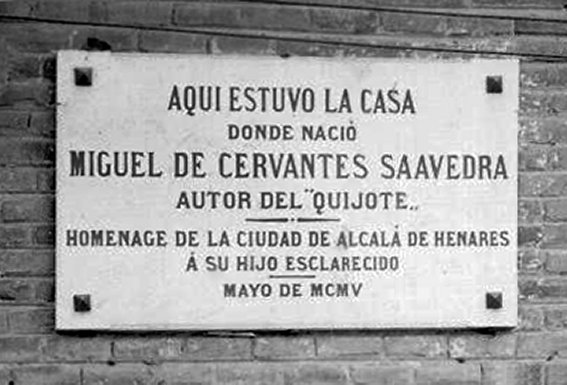 AQUI ESTUVO LA CASA
DONDE NACIÓ
MIGUEL DE CERVANTES SAAVEDRA
AUTOR DEL "QUIJOTE„
HOMENAGE DE LA CIUDAD DE ALCALÁ DE HENARES
Á SU HIJO ESCLARECIDO
MAYO DE MCMV